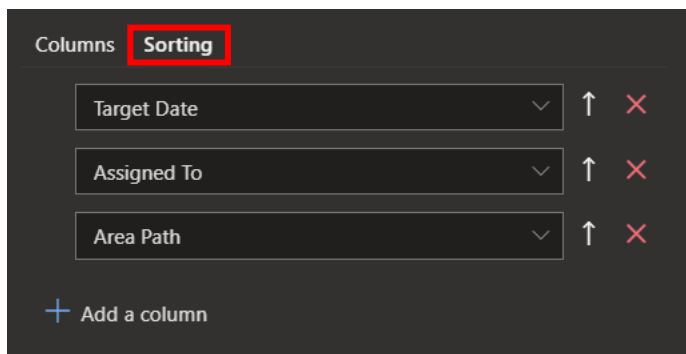 Columns Sorting
Target Date
Assigned To
Area Path
Add a column